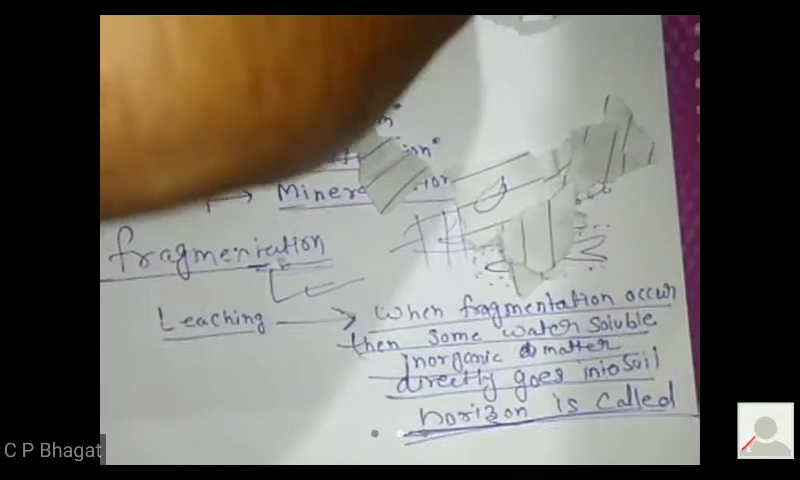 fragmentation
Leaching → When fragmentation occur
then some water soluble
inorganic matter
directly goes into soil
horizon is called
C P Bhagat